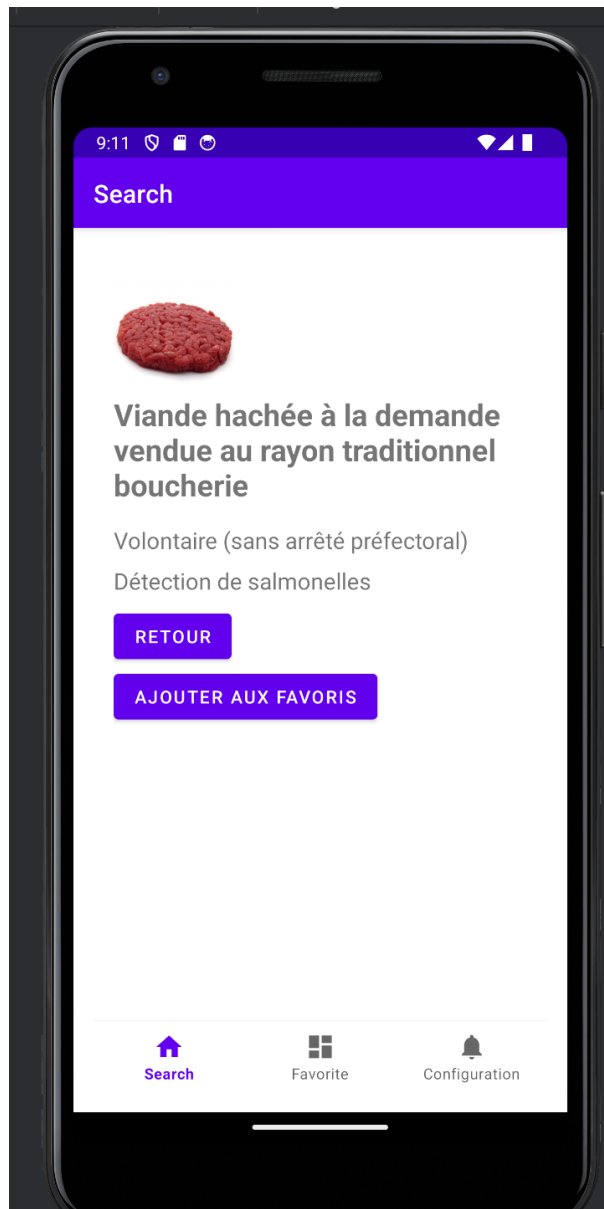 9:11
Search
Viande hachée à la demande
vendue au rayon traditionnel
boucherie
Volontaire (sans arrêté préfectoral)
Détection de salmonelles
RETOUR
AJOUTER AUX FAVORIS
Search
Favorite
Configuration